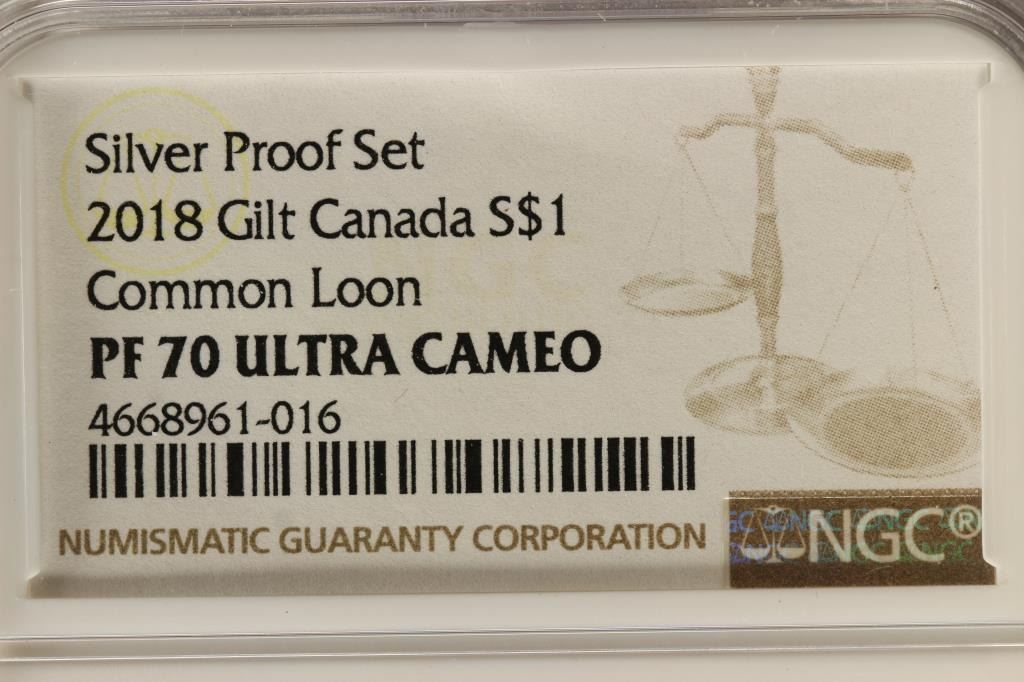 Silver Proof Set
2018 Gilt Canada S$1
Common Loon
PF 70 ULTRA CAMEO
4668961-016
NUMISMATIC GUARANTY CORPORATION
NGC®